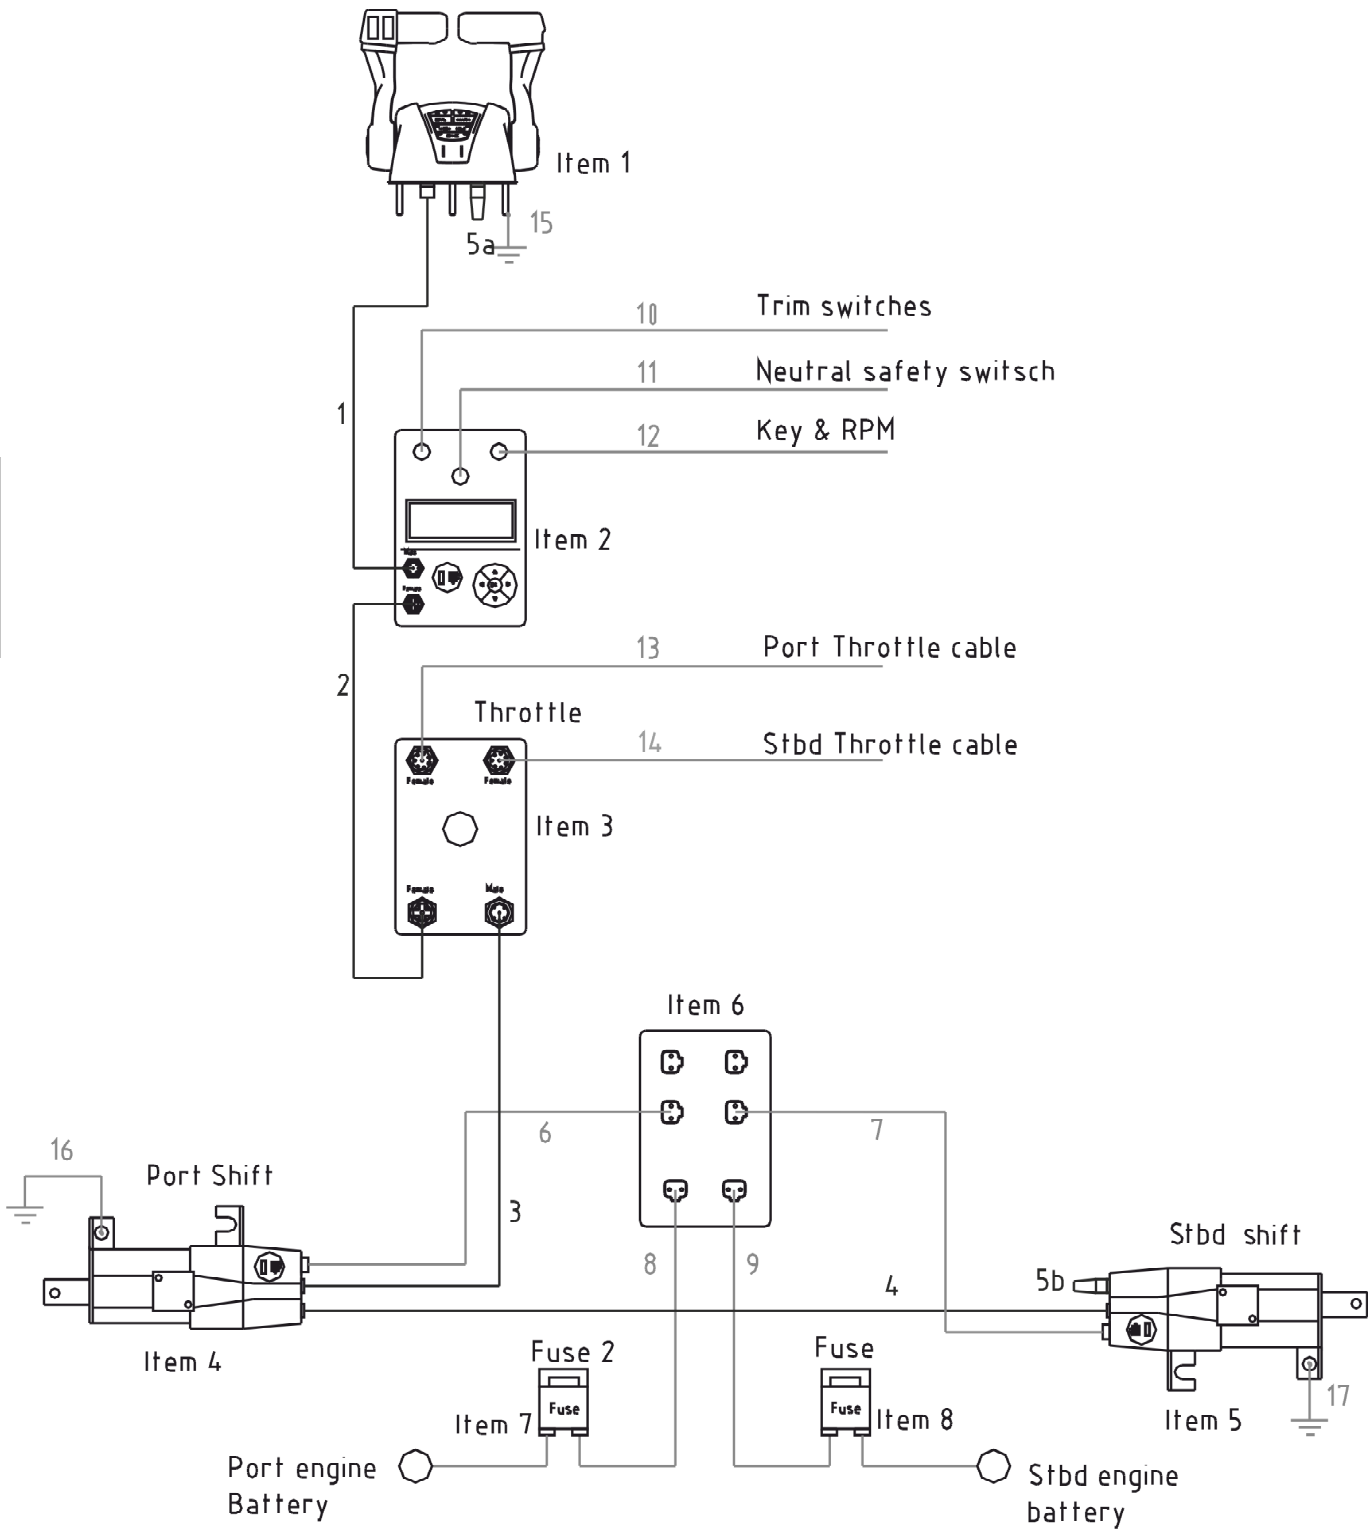 Item 1
15
5a
10
Trim switches
11
Neutral safety switsch
12
Key & RPM
1
Item 2
Male
Female
13
Port Throttle cable
2
Throttle
14
Stbd Throttle cable
Female
Female
Item 3
Female
Male
Item 6
6
7
16
Port Shift
3
Stbd shift
8
9
4
5b
Item 4
Fuse 2
Fuse
Fuse
Fuse
17
Item 7
Item 8
Item 5
Port engine
Battery
Stbd engine
battery